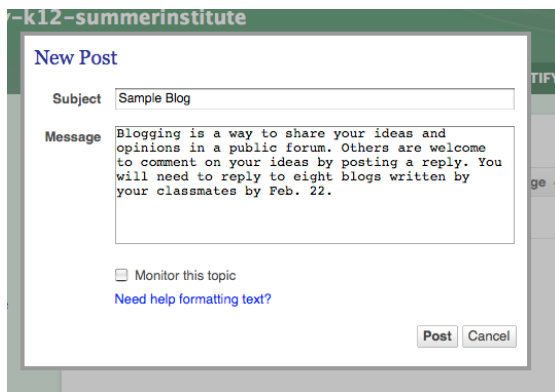 y-k12-summerinstitute
New Post
TIFY
Subject Sample Blog
Message Blogging is a way to share your ideas and
opinions in a public forum. Others are welcome
to comment on your ideas by posting a reply. You
will need to reply to eight blogs written by
your classmates by Feb. 22.
ge
Monitor this topic
Need help formatting text?
Post Cancel